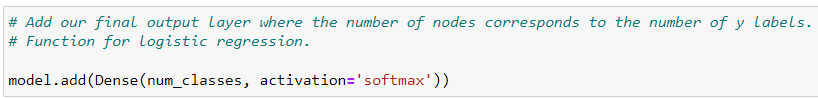 # Add our final output layer where the number of nodes corresponds to the number of y labels.
# Function for logistic regression.
model.add(Dense(num_classes, activation='softmax'))